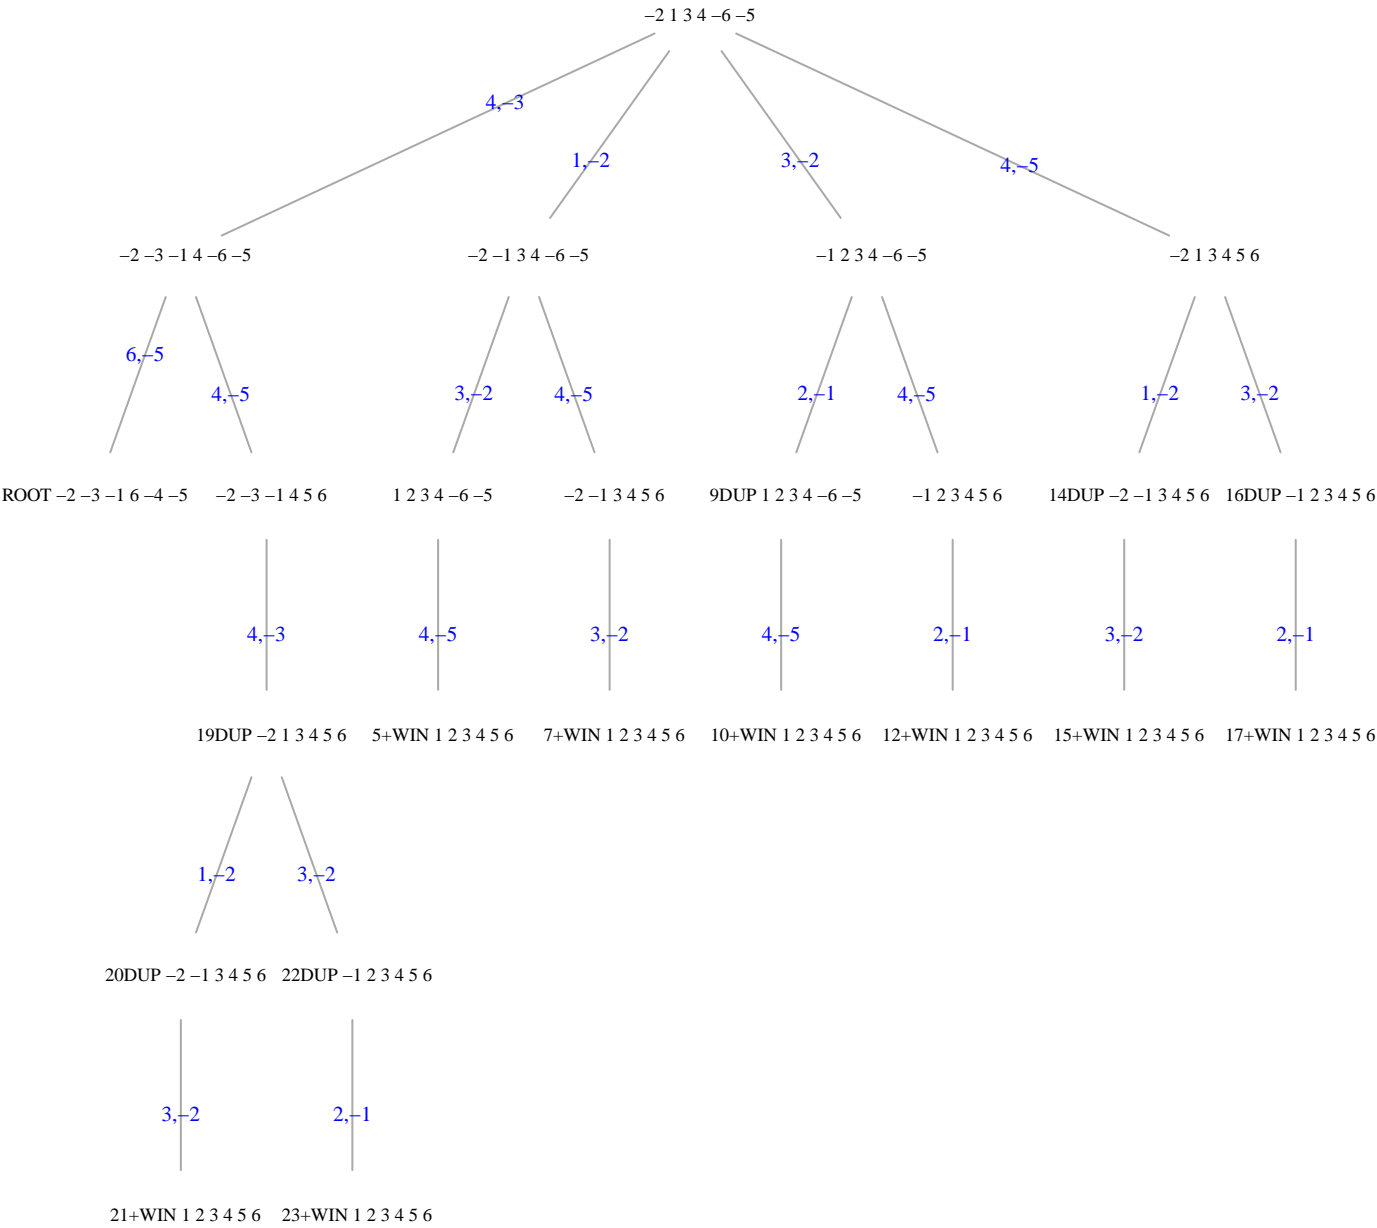 –2 1 3 4 –6 –5
4,–3
1,–2
3,–2
4,–5
–2 –3 –1 4 –6 –5
–2 –1 3 4 –6 –5
–1 2 3 4 –6 –5
–2 1 3 4 5 6
6,–5
4,–5
3,–2
4,–5
2,–1
4,–5
1,–2
3,–2
ROOT –2 –3 –1 6 –4 –5
–2 –3 –1 4 5 6
1 2 3 4 –6 –5
–2 –1 3 4 5 6
9DUP 1 2 3 4 –6 –5
–1 2 3 4 5 6
14DUP –2 –1 3 4 5 6
16DUP –1 2 3 4 5 6
4,–3
4,–5
3,–2
4,–5
2,–1
3,–2
2,–1
19DUP –2 1 3 4 5 6
5+WIN 1 2 3 4 5 6
7+WIN 1 2 3 4 5 6
10+WIN 1 2 3 4 5 6
12+WIN 1 2 3 4 5 6
15+WIN 1 2 3 4 5 6
17+WIN 1 2 3 4 5 6
1,–2
3,–2
20DUP –2 –1 3 4 5 6
22DUP –1 2 3 4 5 6
3,–2
2,–1
21+WIN 1 2 3 4 5 6
23+WIN 1 2 3 4 5 6